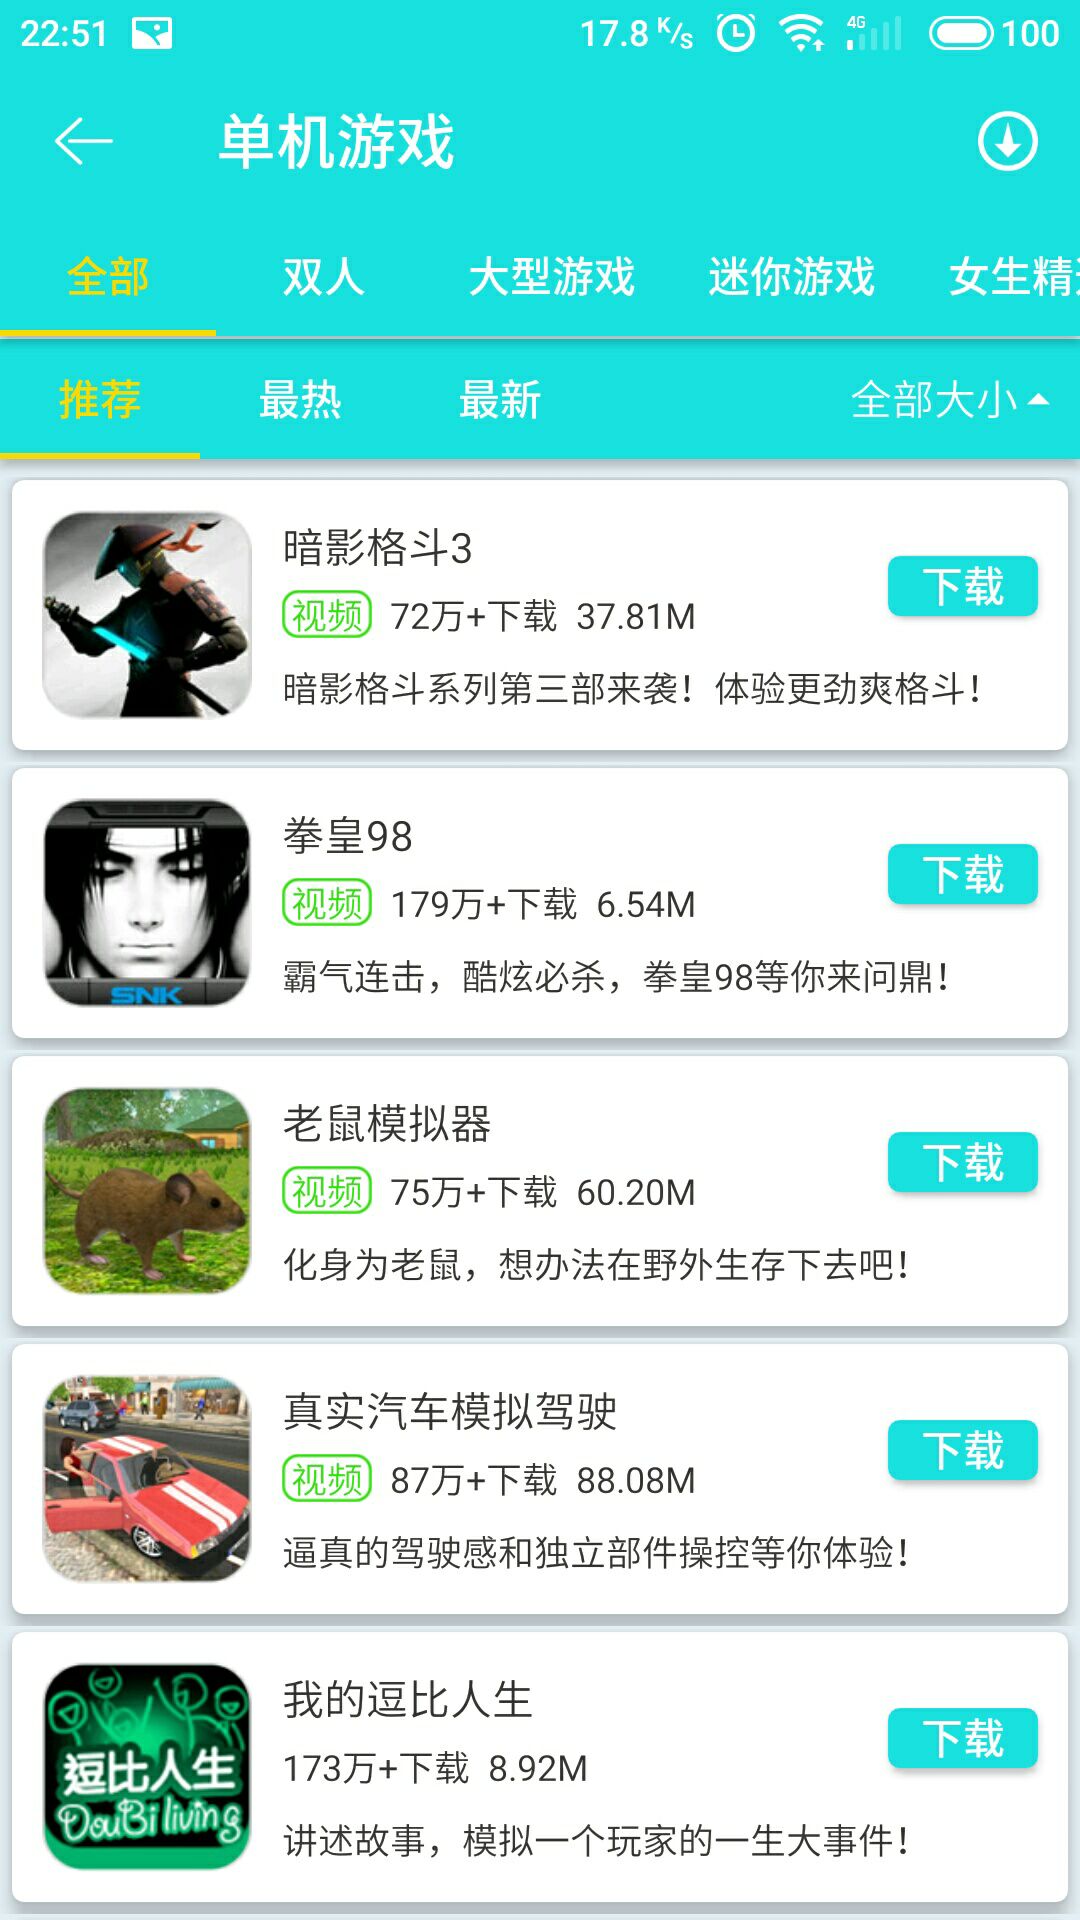 22:51 17.8 K/s 4G 100
单机游戏
全部 双人 大型游戏 迷你游戏 女生精
推荐 最热 最新 全部大小
暗影格斗3
下载
视频 72万+下载 37.81M
暗影格斗系列第三部来袭！体验更劲爽格斗！
拳皇98
下载
视频 179万+下载 6.54M
霸气连击，酷炫必杀，拳皇98等你来问鼎！
SNK
老鼠模拟器
下载
视频 75万+下载 60.20M
化身为老鼠，想办法在野外生存下去吧！
真实汽车模拟驾驶
下载
视频 87万+下载 88.08M
逼真的驾驶感和独立部件操控等你体验！
我的逗比人生
下载
173万+下载 8.92M
逗比人生
DouBi living
讲述故事，模拟一个玩家的一生大事件！